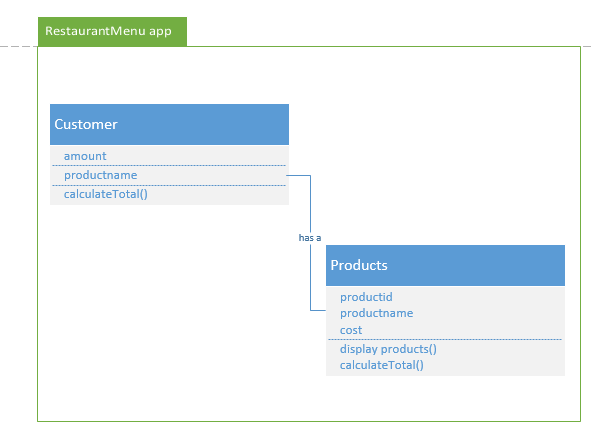 RestaurantMenu app
Customer
amount
productname
calculateTotal()
has a
Products
productid
productname
cost
display products()
calculateTotal()